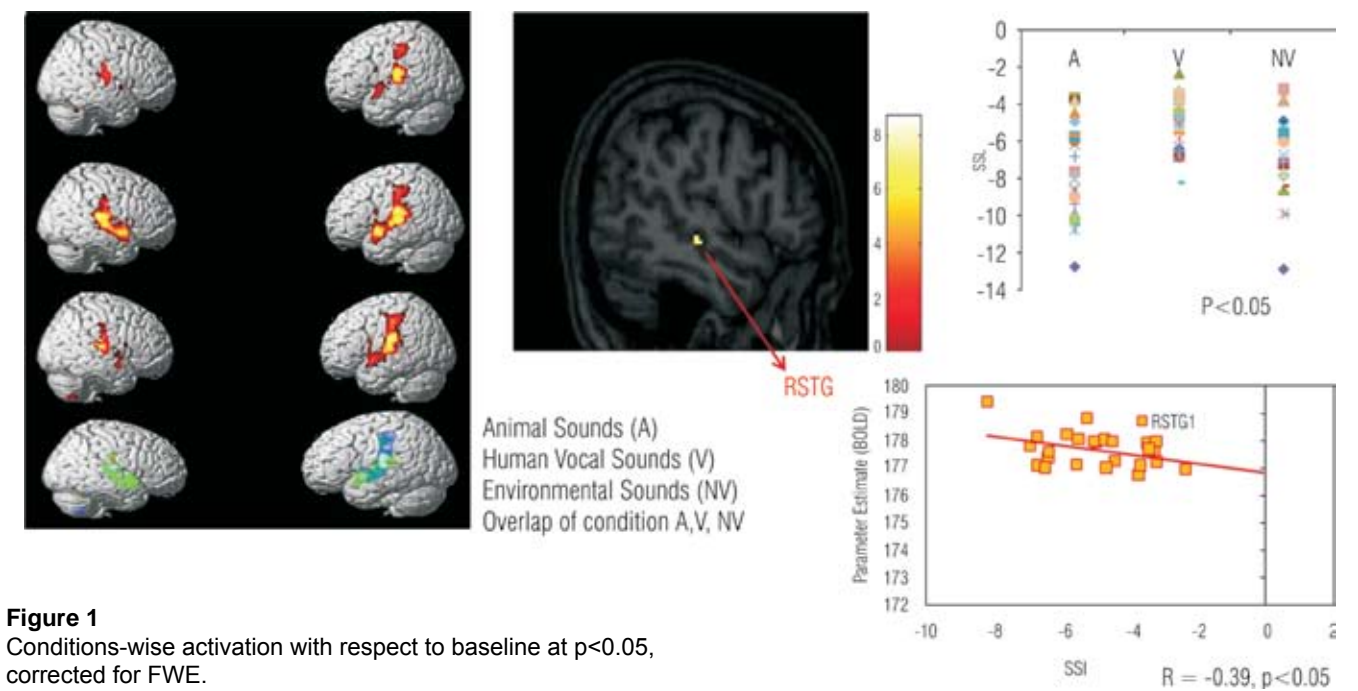 8
6
4
2
0
RSTG
Animal Sounds (A)
Human Vocal Sounds (V)
Environmental Sounds (NV)
Overlap of condition A,V, NV
0
-2
-4
-6
-8
-10
-12
-14
SSI
A
V
NV
P<0.05
180
179
178
177
176
175
174
173
172
Parameter Estimate (BOLD)
RSTG1
-10
-8
-6
-4
-2
0
2
SSI
R = -0.39, p<0.05
Figure 1
Conditions-wise activation with respect to baseline at p<0.05,
corrected for FWE.